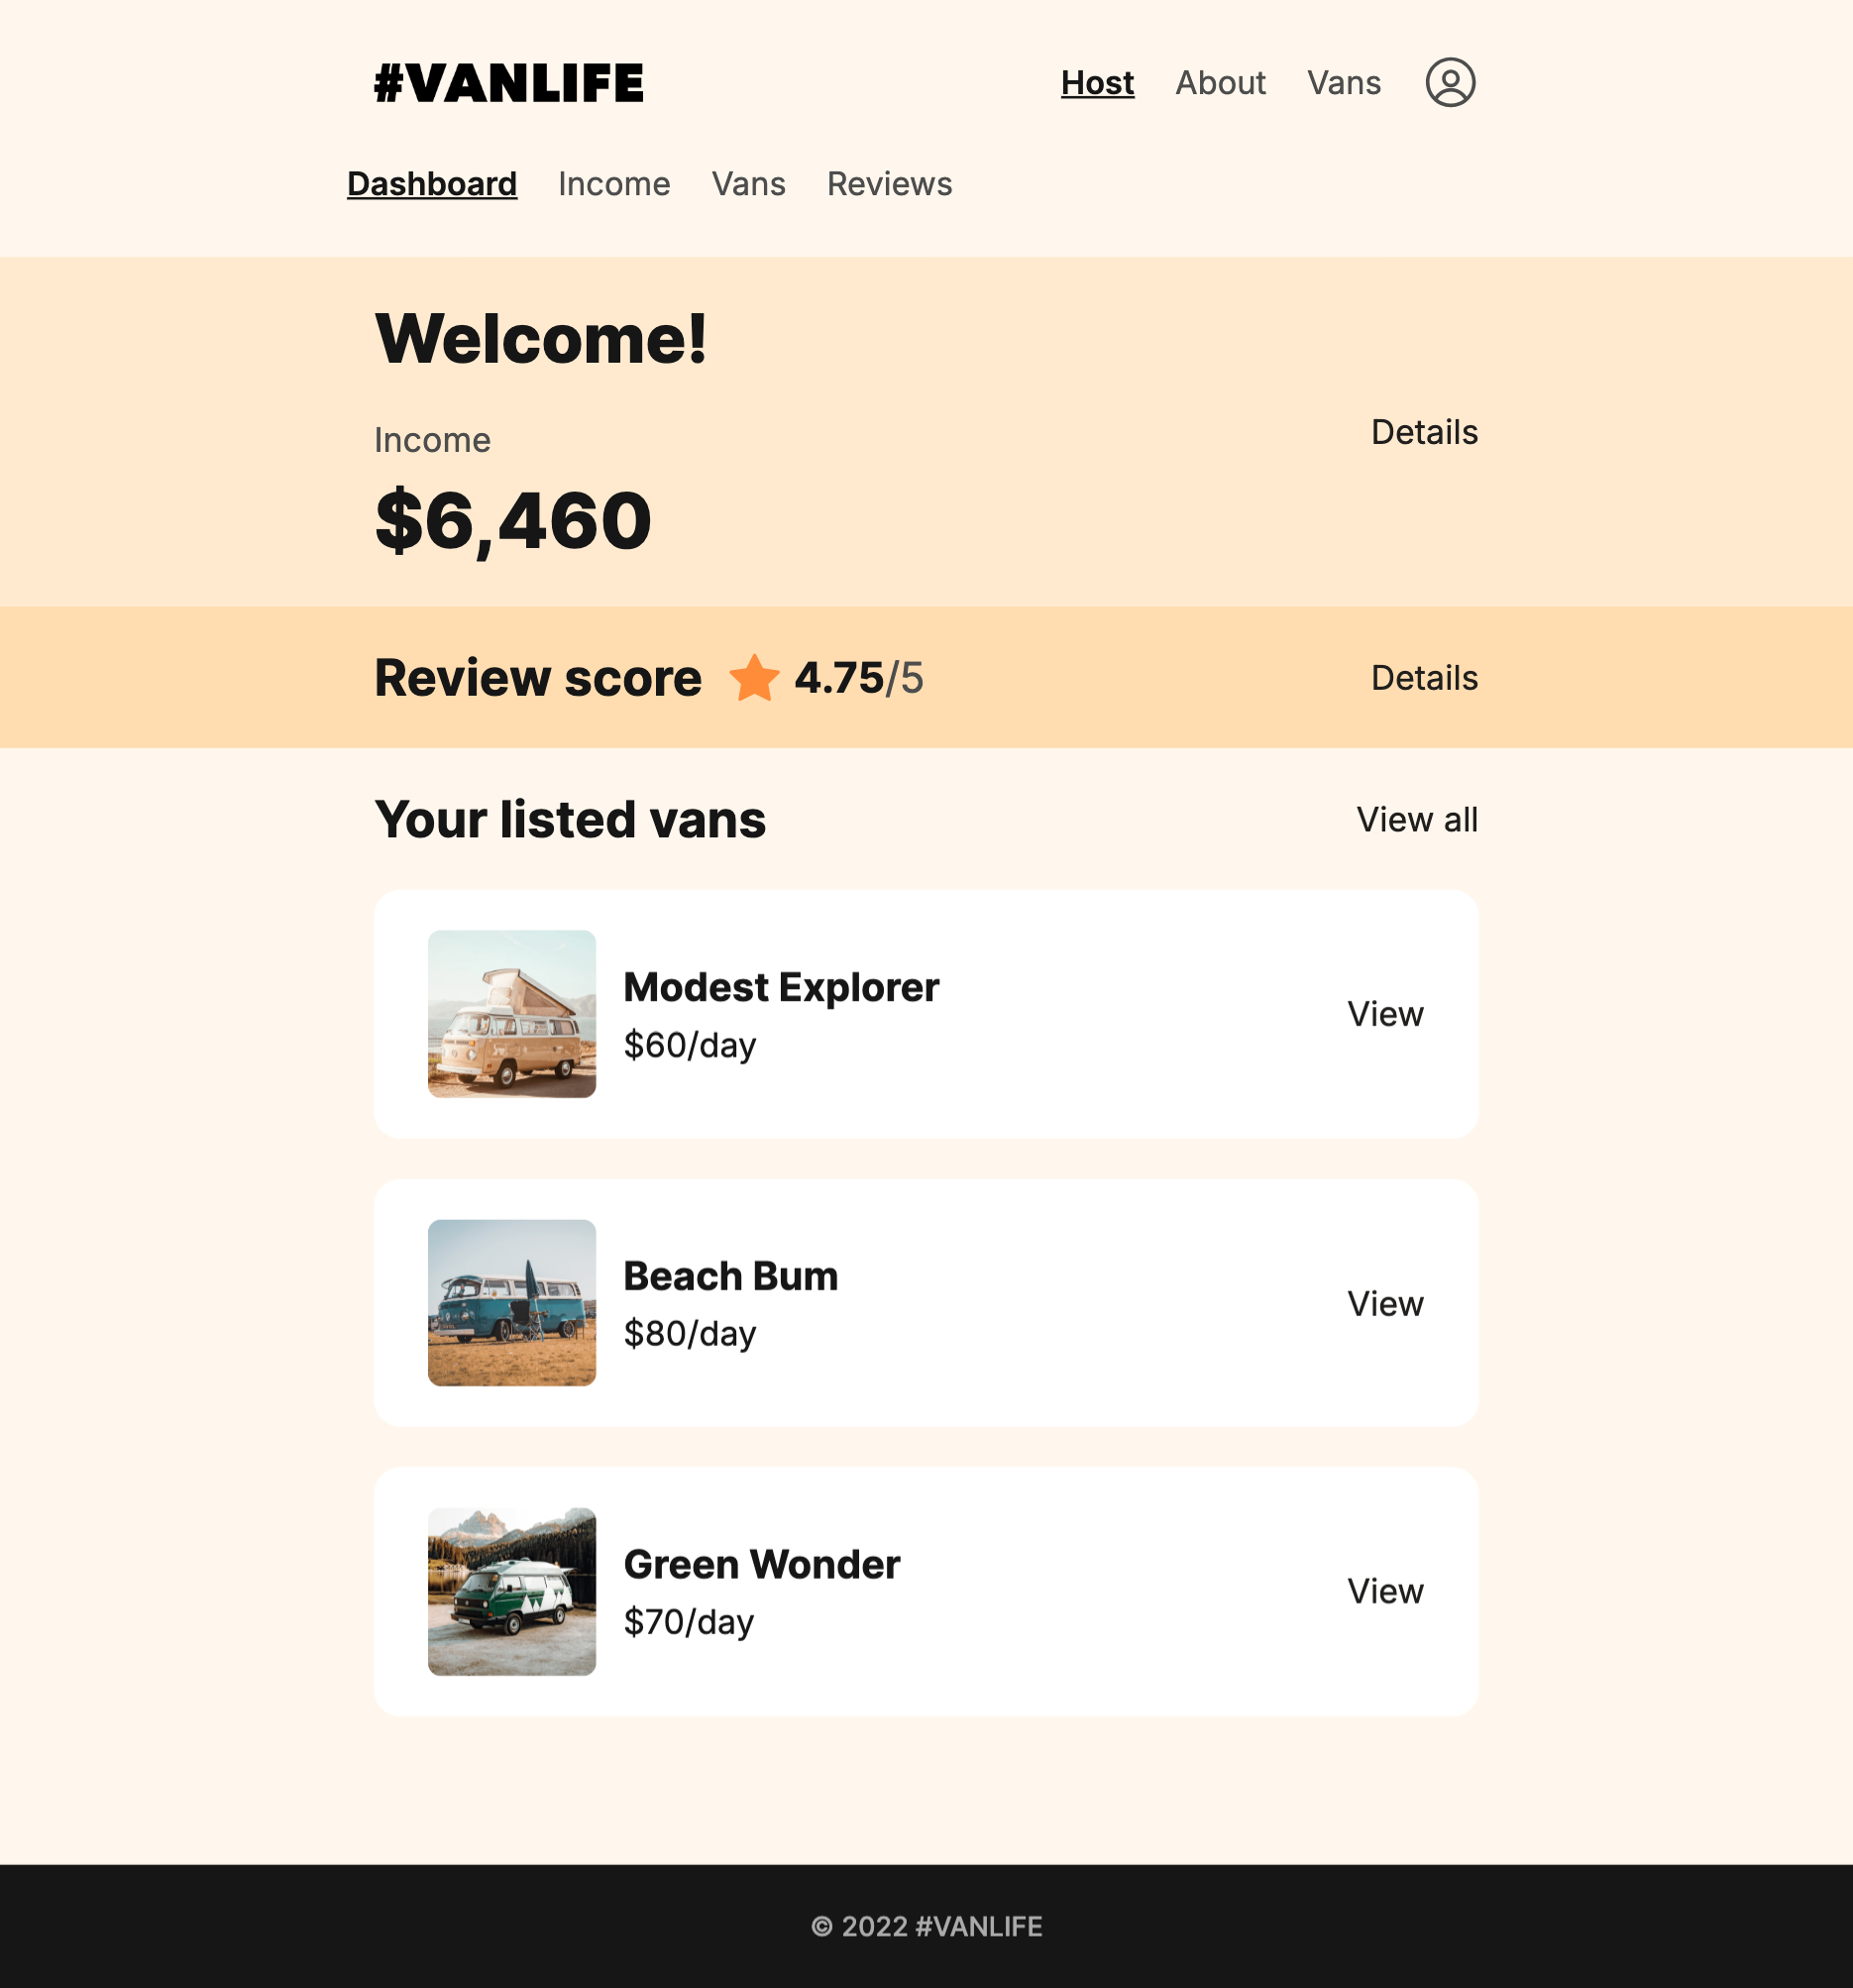 #VANLIFE Host About Vans
Dashboard Income Vans Reviews
Welcome!
Income Details
$6,460
Review score 4.75/5 Details
Your listed vans View all
Modest Explorer
$60/day
View
Beach Bum
$80/day
View
Green Wonder
$70/day
View
© 2022 #VANLIFE